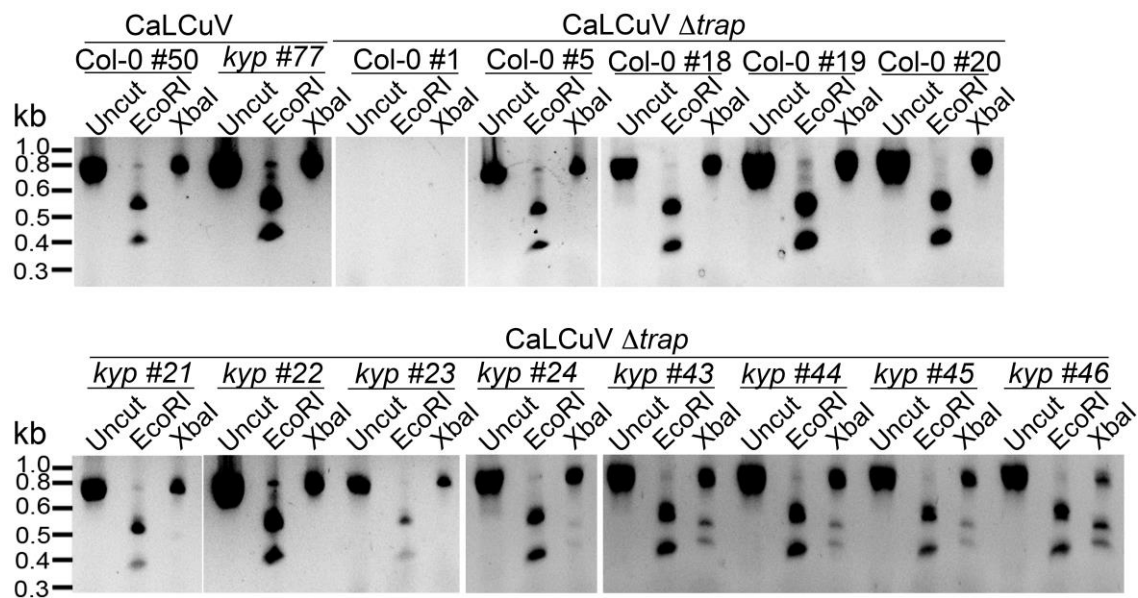 CaLCuV CaLCuV Δtrap
Col-0 #50 kyp #77 Col-0 #1 Col-0 #5 Col-0 #18 Col-0 #19 Col-0 #20
Uncut EcoRI XbaI Uncut EcoRI XbaI Uncut EcoRI XbaI Uncut EcoRI XbaI Uncut EcoRI XbaI Uncut EcoRI XbaI Uncut EcoRI XbaI
kb
1.0
0.8
0.6
0.5
0.4
0.3
CaLCuV Δtrap
kyp #21 kyp #22 kyp #23 kyp #24 kyp #43 kyp #44 kyp #45 kyp #46
Uncut EcoRI XbaI Uncut EcoRI XbaI Uncut EcoRI XbaI Uncut EcoRI XbaI Uncut EcoRI XbaI Uncut EcoRI XbaI Uncut EcoRI XbaI Uncut EcoRI XbaI
kb
1.0
0.8
0.6
0.5
0.4
0.3